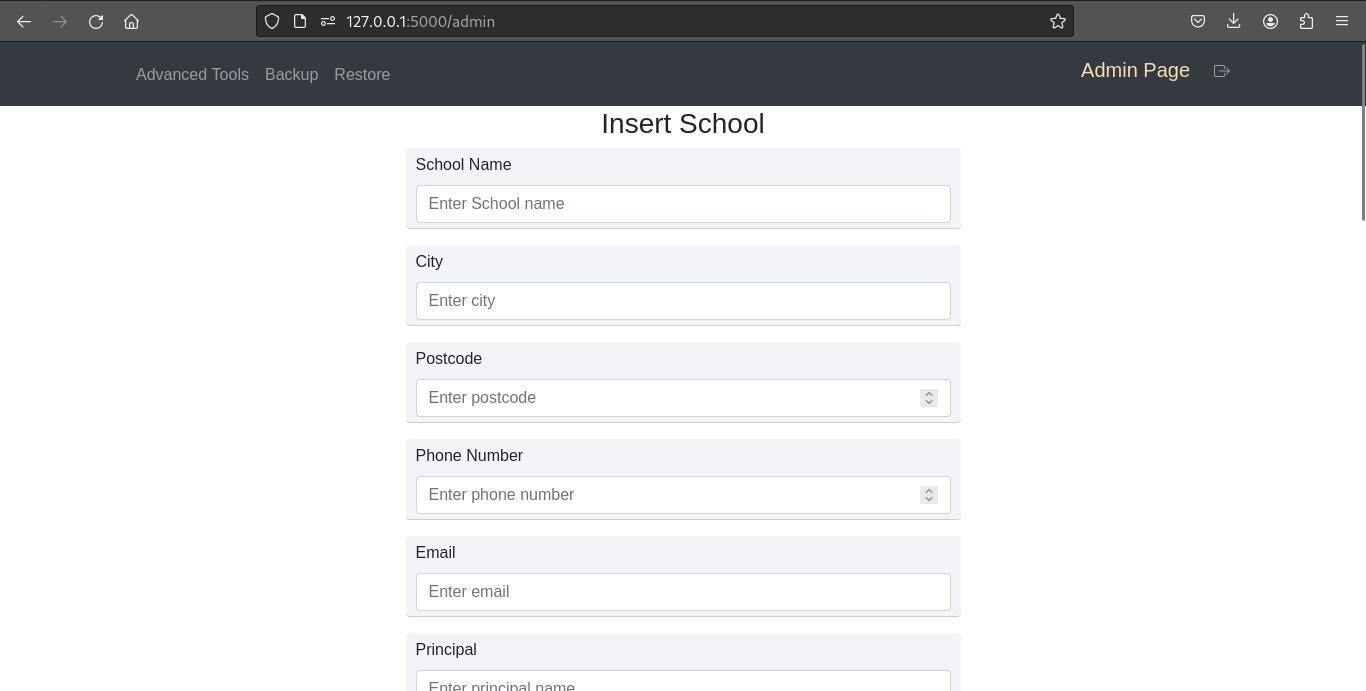 127.0.0.1:5000/admin
Advanced Tools Backup Restore
Admin Page
Insert School
School Name
Enter School name
City
Enter city
Postcode
Enter postcode
Phone Number
Enter phone number
Email
Enter email
Principal
Enter principal name